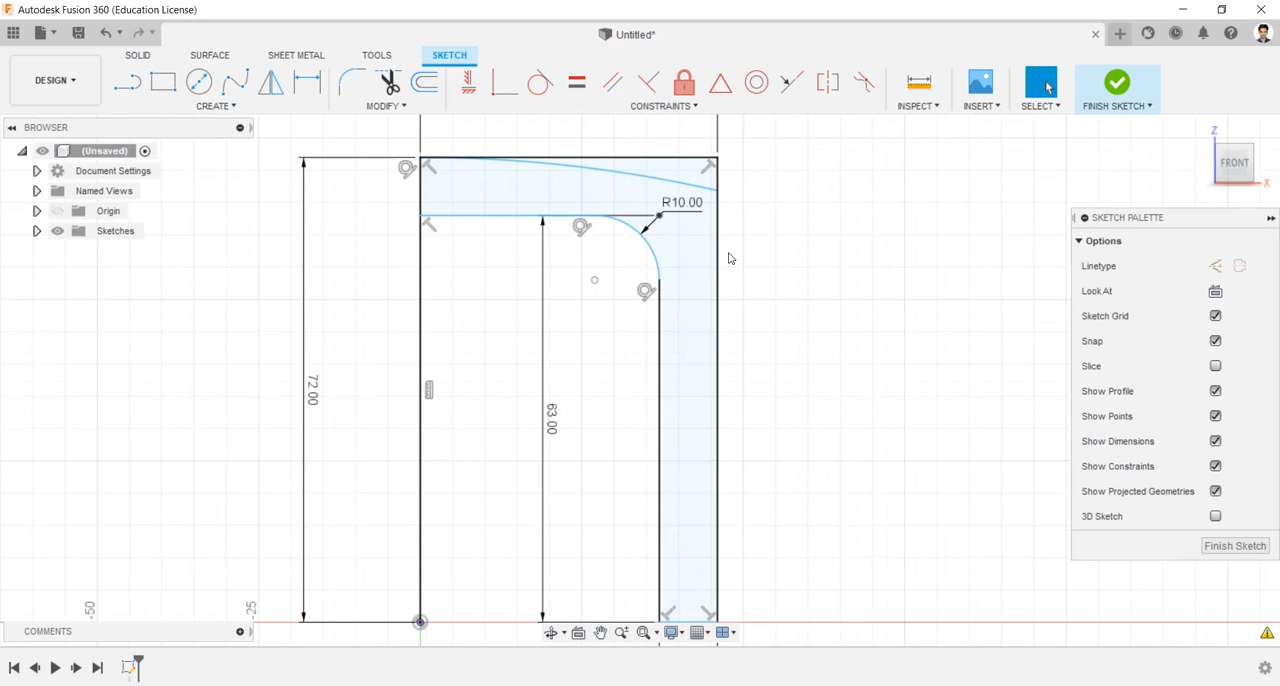 Autodesk Fusion 360 (Education License)
Untitled*
SOLID SURFACE SHEET METAL TOOLS SKETCH
DESIGN
CREATE MODIFY CONSTRAINTS INSPECT INSERT SELECT FINISH SKETCH
BROWSER
(Unsaved)
Document Settings
Named Views
Origin
Sketches
Z
FRONT
X
R10.00
72.00
63.00
-50
-25
SKETCH PALETTE
Options
Linetype
Look At
Sketch Grid
Snap
Slice
Show Profile
Show Points
Show Dimensions
Show Constraints
Show Projected Geometries
3D Sketch
Finish Sketch
COMMENTS